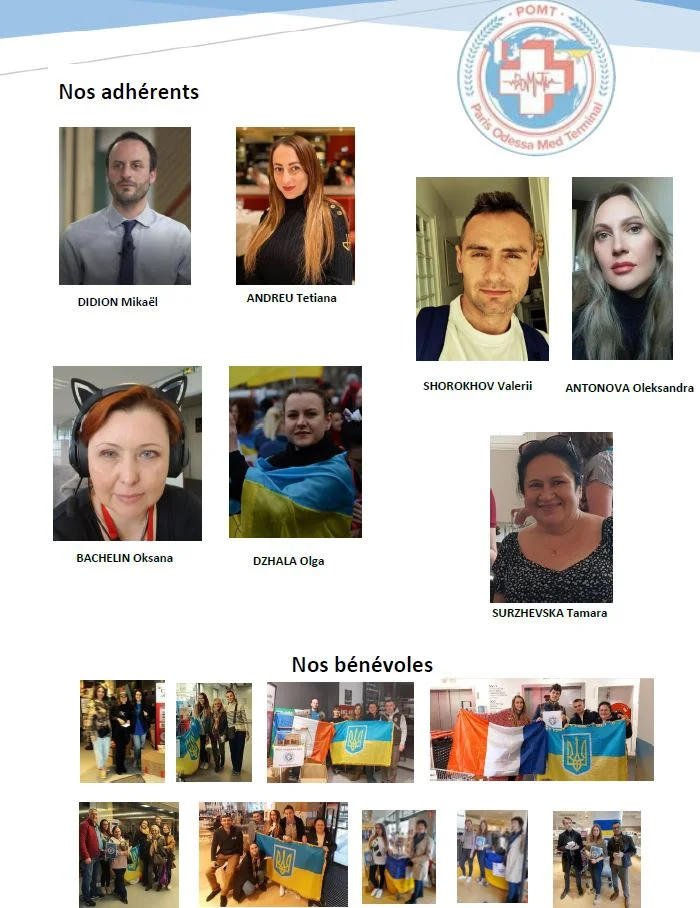 POMT
POMT
Paris Odessa Med Terminal
Nos adhérents
DIDION Mikaël
ANDREU Tetiana
SHOROKHOV Valerii
ANTONOVA Oleksandra
BACHELIN Oksana
DZHALA Olga
SURZHEVSKA Tamara
Nos bénévoles